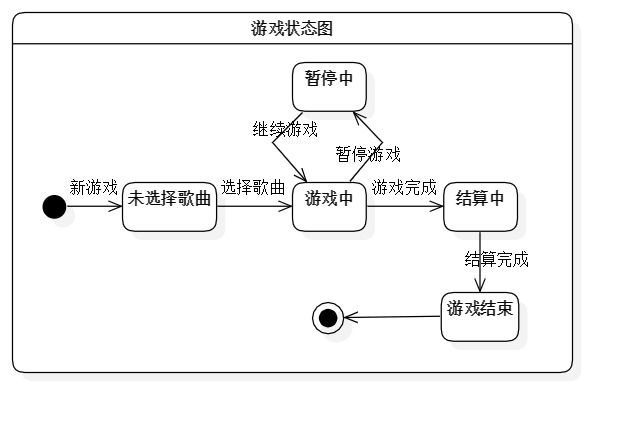 游戏状态图
暂停中
继续游戏
暂停游戏
新游戏
未选择歌曲
选择歌曲
游戏中
游戏完成
结算中
结算完成
游戏结束